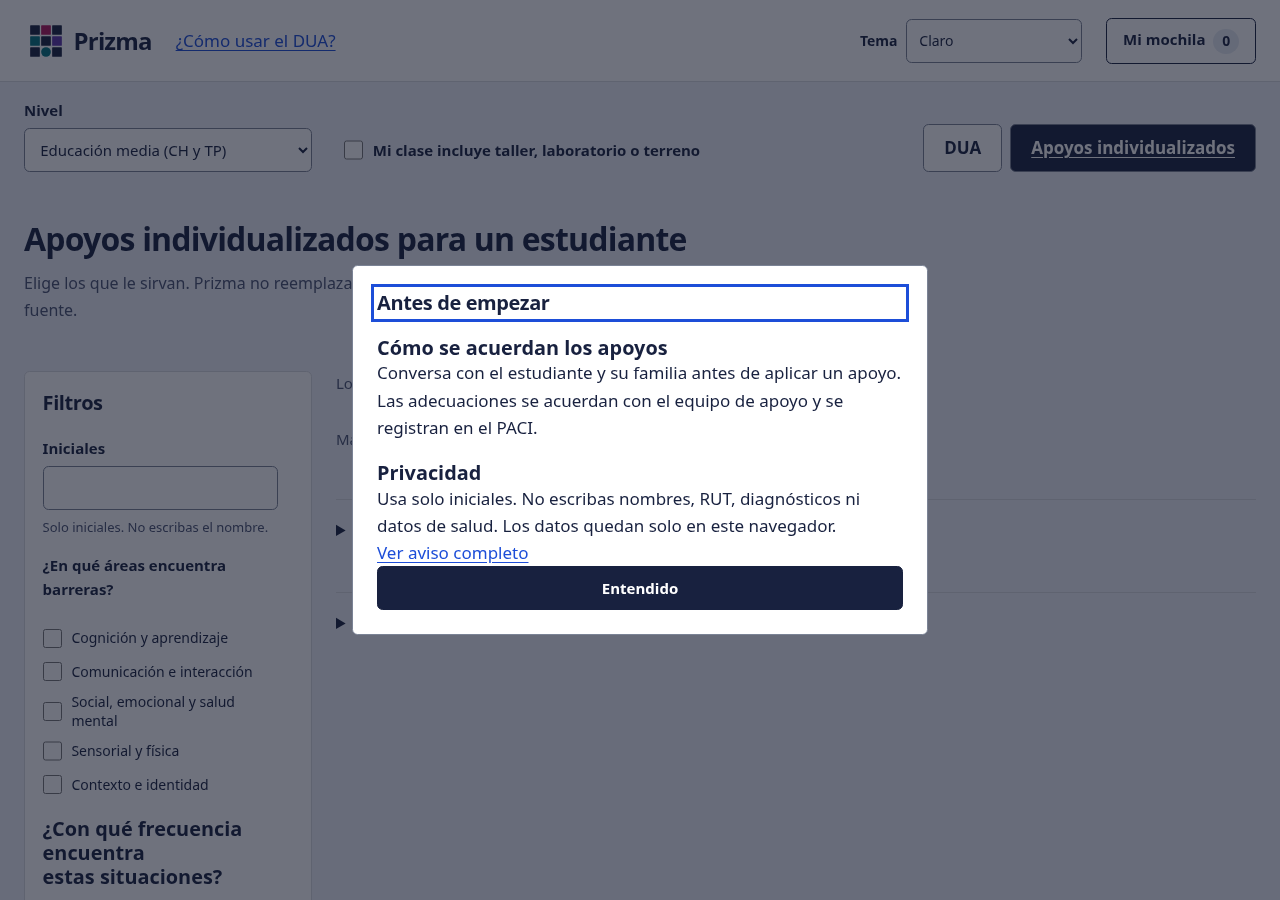 Prizma
¿Cómo usar el DUA?
Tema
Claro
Mi mochila 0
Nivel
Educación media (CH y TP)
Mi clase incluye taller, laboratorio o terreno
DUA
Apoyos individualizados
Apoyos individualizados para un estudiante
Elige los que le sirvan. Prizma no reemplaza
fuente.
Antes de empezar
Cómo se acuerdan los apoyos
Conversa con el estudiante y su familia antes de aplicar un apoyo.
Las adecuaciones se acuerdan con el equipo de apoyo y se
registran en el PACI.
Privacidad
Usa solo iniciales. No escribas nombres, RUT, diagnósticos ni
datos de salud. Los datos quedan solo en este navegador.
Ver aviso completo
Entendido
Filtros
Iniciales
Solo iniciales. No escribas el nombre.
¿En qué áreas encuentra
barreras?
Cognición y aprendizaje
Comunicación e interacción
Social, emocional y salud
mental
Sensorial y física
Contexto e identidad
¿Con qué frecuencia
encuentra
estas situaciones?